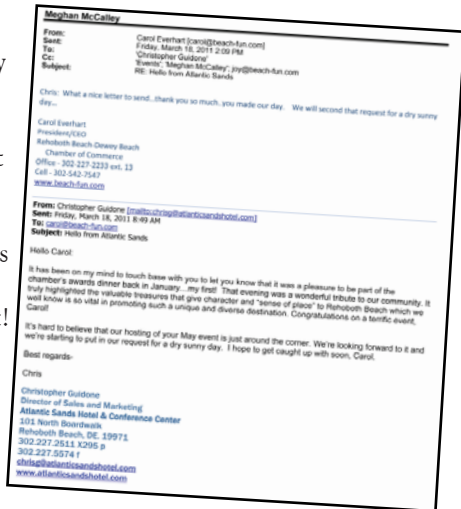 Meghan McCalley
From: Carol Everhart [carol@beach-fun.com]
Sent: Friday, March 18, 2011 2:09 PM
To: 'Christopher Guidone'
Cc: 'Events'; 'Meghan McCalley'; joy@beach-fun.com
Subject: RE: Hello from Atlantic Sands
Chris: What a nice letter to send...thank you so much..you made our day. We will second that request for a dry sunny
day...
Carol Everhart
President/CEO
Rehoboth Beach-Dewey Beach
Chamber of Commerce
Office - 302-227-2233 ext. 13
Cell - 302-542-7547
www.beach-fun.com
From: Christopher Guidone [mailto:chrisg@atlanticsandshotel.com]
Sent: Friday, March 18, 2011 8:49 AM
To: carol@beach-fun.com
Subject: Hello from Atlantic Sands
Hello Carol:
It has been on my mind to touch base with you to let you know that it was a pleasure to be part of the
chamber's awards dinner back in January...my first! That evening was a wonderful tribute to our community. It
truly highlighted the valuable treasures that give character and "sense of place" to Rehoboth Beach which we
well know is so vital in promoting such a unique and diverse destination. Congratulations on a terrific event,
Carol!
It's hard to believe that our hosting of your May event is just around the corner. We're looking forward to it and
we're starting to put in our request for a dry sunny day. I hope to get caught up with soon, Carol.
Best regards-
Chris
Christopher Guidone
Director of Sales and Marketing
Atlantic Sands Hotel & Conference Center
101 North Boardwalk
Rehoboth Beach, DE. 19971
302.227.2511 X295 p
302.227.5574 f
chrisg@atlanticsandshotel.com
www.atlanticsandshotel.com